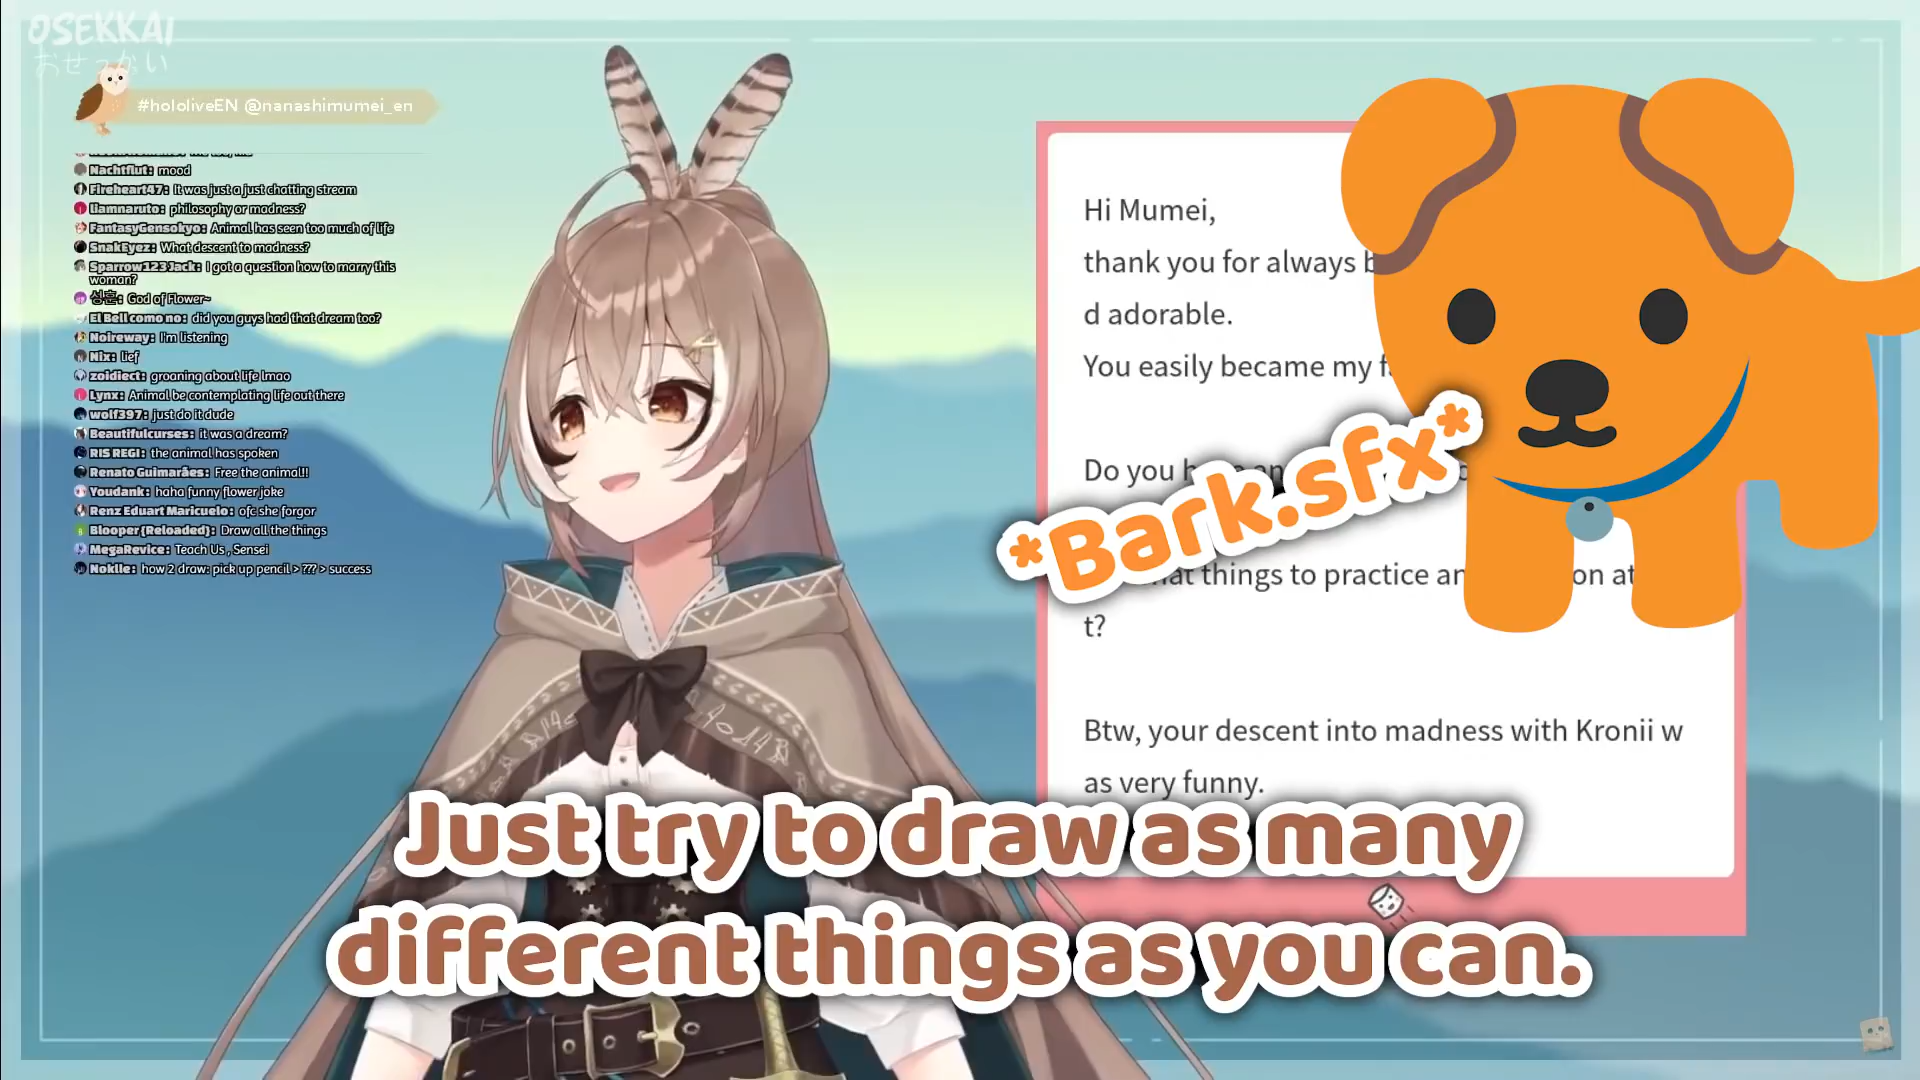 OSEKKAI
おせっかい
#hololiveEN @nanashimumei_en
Nachtflut: mood
Fireheart47: It was just a just chatting stream
liamnaruto: philosophy or madness?
FantasyGensokyo: Animal has seen too much of life
SnakEyez: What descent to madness?
Sparrow123Jack: I got a question how to marry this
woman?
성훈: God of Flower~
El Bell como no: did you guys had that dream too?
Noireway: I'm listening
Nix: lief
zoidiect: groaning about life lmao
Lynx: Animal be contemplating life out there
wolf397: just do it dude
Beautifulcurses: it was a dream?
RIS REGI: the animal has spoken
Renato Guimarães: Free the animal!!
Youdank: haha funny flower joke
Renz Eduart Maricuelo: ofc she forgor
Blooper (Reloaded): Draw all the things
MegaRevice: Teach Us , Sensei
Noklle: how 2 draw: pick up pencil > ??? > success
Hi Mumei,
thank you for always
d adorable.
You easily became my
Do you
*Bark.sfx*
things to practice on at
t?
Btw, your descent into madness with Kronii w
as very funny.
Just try to draw as many
different things as you can.